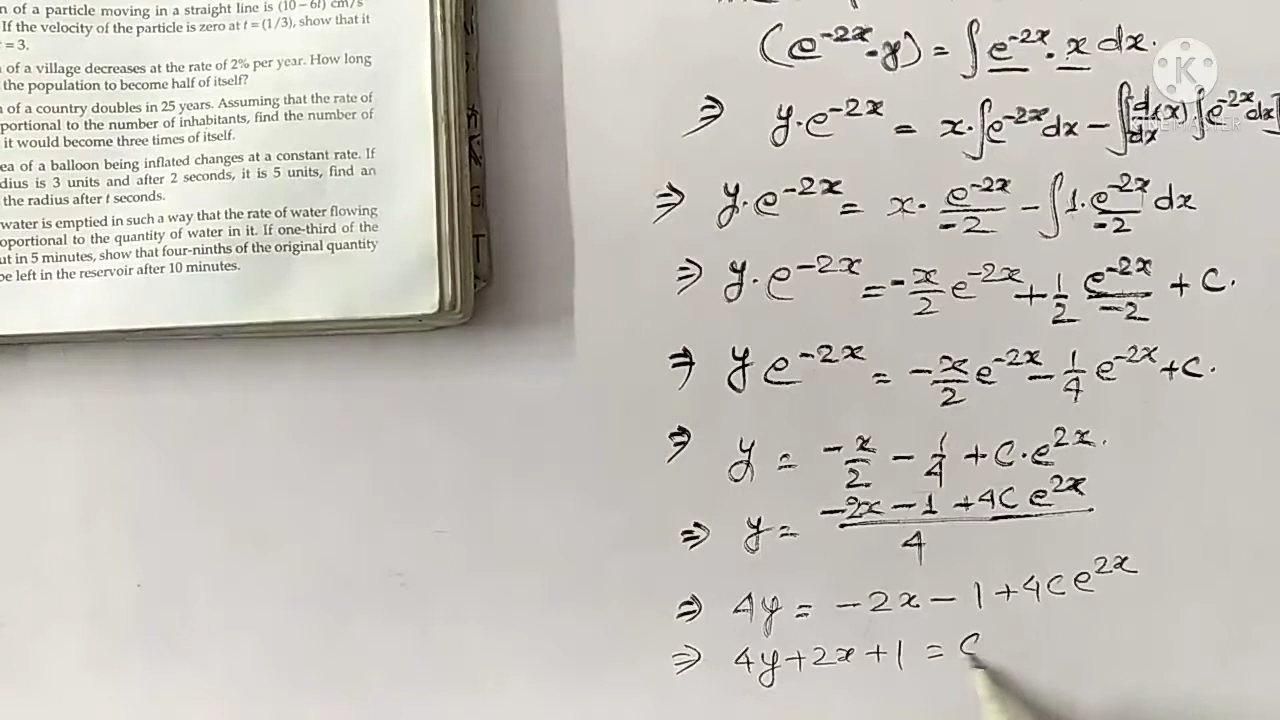 n of a particle moving in a straight line is (10 – 6t) cm/s
If the velocity of the particle is zero at t = (1/3), show that it
t = 3.
of a village decreases at the rate of 2% per year. How long
the population to become half of itself?
of a country doubles in 25 years. Assuming that the rate of
portional to the number of inhabitants, find the number of
it would become three times of itself.
ea of a balloon being inflated changes at a constant rate. If
dius is 3 units and after 2 seconds, it is 5 units, find an
the radius after t seconds.
water is emptied in such a way that the rate of water flowing
oportional to the quantity of water in it. If one-third of the
ut in 5 minutes, show that four-ninths of the original quantity
be left in the reservoir after 10 minutes.
(e^{-2x}·y) = ∫e^{-2x}·x dx.
⇒ y·e^{-2x} = x·∫e^{-2x}dx – ∫[d/dx(x)∫e^{-2x}dx]
⇒ y·e^{-2x} = x·e^{-2x}/-2 – ∫1·e^{-2x}/-2 dx
⇒ y·e^{-2x} = -x/2 e^{-2x} + 1/2 e^{-2x}/-2 + C.
⇒ ye^{-2x} = -x/2 e^{-2x} – 1/4 e^{-2x} + C.
⇒ y = -x/2 – 1/4 + C·e^{2x}.
⇒ y = (-2x – 1 + 4C e^{2x})/4
⇒ 4y = -2x – 1 + 4C e^{2x}
⇒ 4y + 2x + 1 = C
K
KINEMASTER